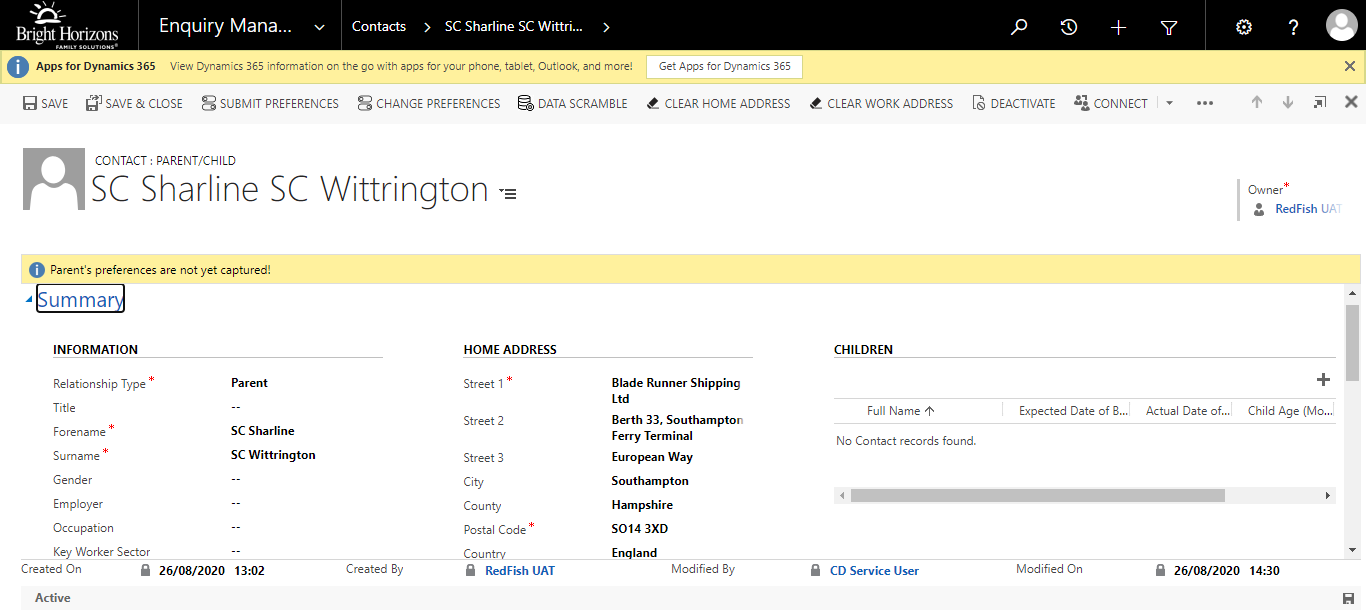 Bright Horizons
FAMILY SOLUTIONS®
Enquiry Mana... Contacts SC Sharline SC Wittri...
Apps for Dynamics 365 View Dynamics 365 information on the go with apps for your phone, tablet, Outlook, and more! Get Apps for Dynamics 365
SAVE SAVE & CLOSE SUBMIT PREFERENCES CHANGE PREFERENCES DATA SCRAMBLE CLEAR HOME ADDRESS CLEAR WORK ADDRESS DEACTIVATE CONNECT ...
CONTACT : PARENT/CHILD
SC Sharline SC Wittrington
Owner*
RedFish UAT
Parent's preferences are not yet captured!
Summary
INFORMATION
Relationship Type* Parent
Title --
Forename* SC Sharline
Surname* SC Wittrington
Gender --
Employer --
Occupation --
Key Worker Sector --
HOME ADDRESS
Street 1* Blade Runner Shipping
Ltd
Street 2 Berth 33, Southampton
Ferry Terminal
Street 3 European Way
City Southampton
County Hampshire
Postal Code* SO14 3XD
Country England
CHILDREN
Full Name Expected Date of B... Actual Date of... Child Age (Mo...
No Contact records found.
Created On 26/08/2020 13:02 Created By RedFish UAT Modified By CD Service User Modified On 26/08/2020 14:30
Active